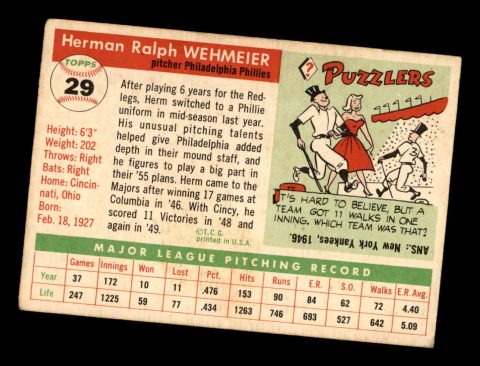 Herman Ralph WEHMEIER
pitcher Philadelphia Phillies
TOPPS
29
Height: 6'3"
Weight: 202
Throws: Right
Bats: Right
Home: Cincin-
nati, Ohio
Born:
Feb. 18, 1927
After playing 6 years for the Red-
legs, Herm switched to a Phillie
uniform in mid-season last year.
His unusual pitching talents
helped give Philadelphia added
depth in their mound staff, and
he figures to play a big part in
their '55 plans. Herm came to the
Majors after winning 17 games
at Columbia in '46. With Cincy, he
scored 11 Victories in '48 and
again in '49.
©T.C.G.
printed in U.S.A.
?
PUZZLERS
IT'S HARD TO BELIEVE, BUT A
TEAM GOT 11 WALKS IN ONE
INNING. WHICH TEAM WAS THAT?
ANS.: New York Yankees, 1946.
MAJOR LEAGUE PITCHING RECORD
Games Innings Won Lost Pct. Hits Runs E.R. S.O. Walks E.R. Avg.
Year 37 172 10 11 .476 153 90 84 62 72 4.40
Life 247 1225 59 77 .434 1263 746 693 527 642 5.09